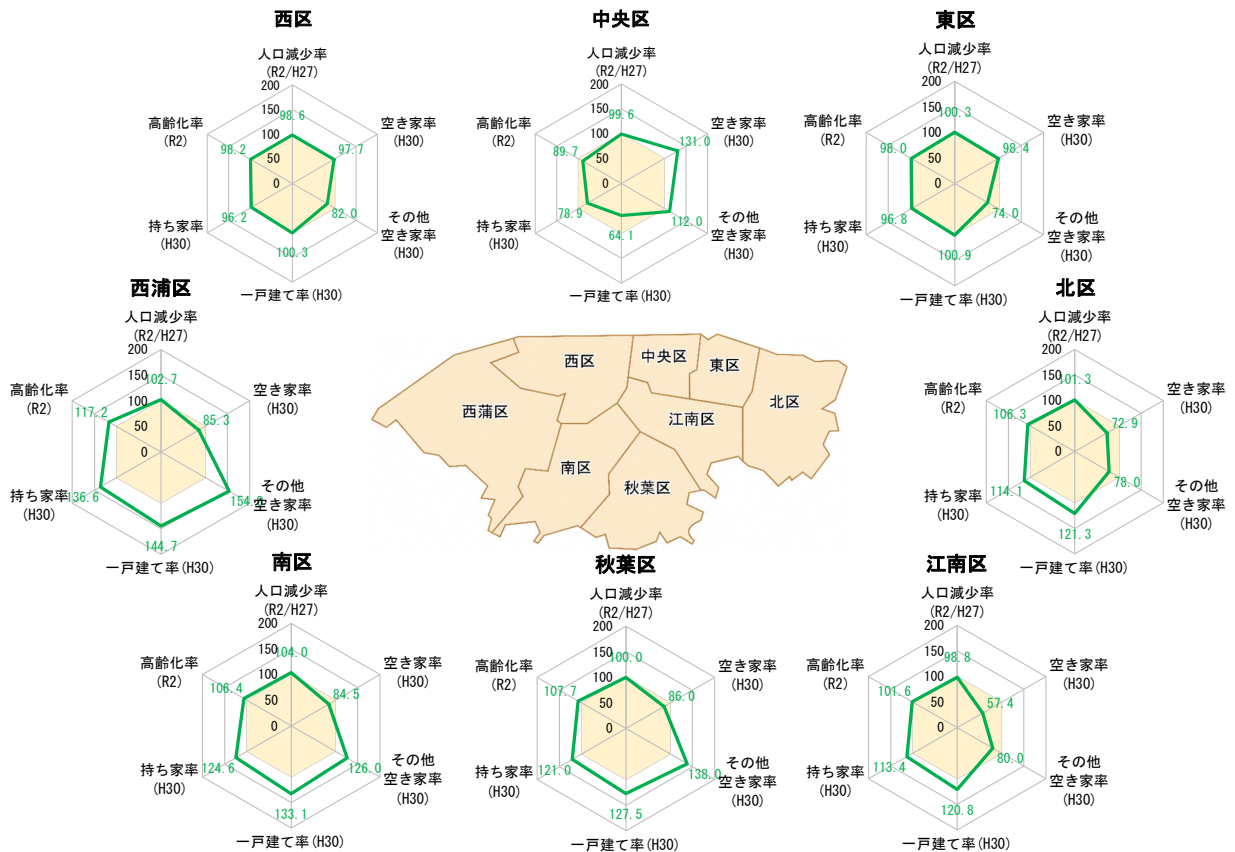 西区
人口減少率
(R2/H27)
200
150
100
50
0
98.6
空き家率
(H30)
97.7
その他
空き家率
(H30)
82.0
一戸建て率(H30)
100.3
持ち家率
(H30)
96.2
高齢化率
(R2)
98.2
中央区
人口減少率
(R2/H27)
200
150
100
50
0
99.6
空き家率
(H30)
131.0
その他
空き家率
(H30)
112.0
一戸建て率(H30)
64.1
持ち家率
(H30)
78.9
高齢化率
(R2)
89.7
東区
人口減少率
(R2/H27)
200
150
100
50
0
100.3
空き家率
(H30)
98.4
その他
空き家率
(H30)
74.0
一戸建て率(H30)
100.9
持ち家率
(H30)
96.8
高齢化率
(R2)
98.0
西浦区
人口減少率
(R2/H27)
200
150
100
50
0
102.7
空き家率
(H30)
85.3
その他
空き家率
(H30)
154.
一戸建て率(H30)
144.7
持ち家率
(H30)
136.6
高齢化率
(R2)
117.2
西区
中央区
東区
北区
西蒲区
江南区
南区
秋葉区
北区
人口減少率
(R2/H27)
200
150
100
50
0
101.3
空き家率
(H30)
72.9
その他
空き家率
(H30)
78.0
一戸建て率(H30)
121.3
持ち家率
(H30)
114.1
高齢化率
(R2)
106.3
南区
人口減少率
(R2/H27)
200
150
100
50
0
104.0
空き家率
(H30)
84.5
その他
空き家率
(H30)
126.0
一戸建て率(H30)
133.1
持ち家率
(H30)
124.6
高齢化率
(R2)
106.4
秋葉区
人口減少率
(R2/H27)
200
150
100
50
0
100.0
空き家率
(H30)
86.0
その他
空き家率
(H30)
138.0
一戸建て率(H30)
127.5
持ち家率
(H30)
121.0
高齢化率
(R2)
107.7
江南区
人口減少率
(R2/H27)
200
150
100
50
0
98.8
空き家率
(H30)
57.4
その他
空き家率
(H30)
80.0
一戸建て率(H30)
120.8
持ち家率
(H30)
113.4
高齢化率
(R2)
101.6